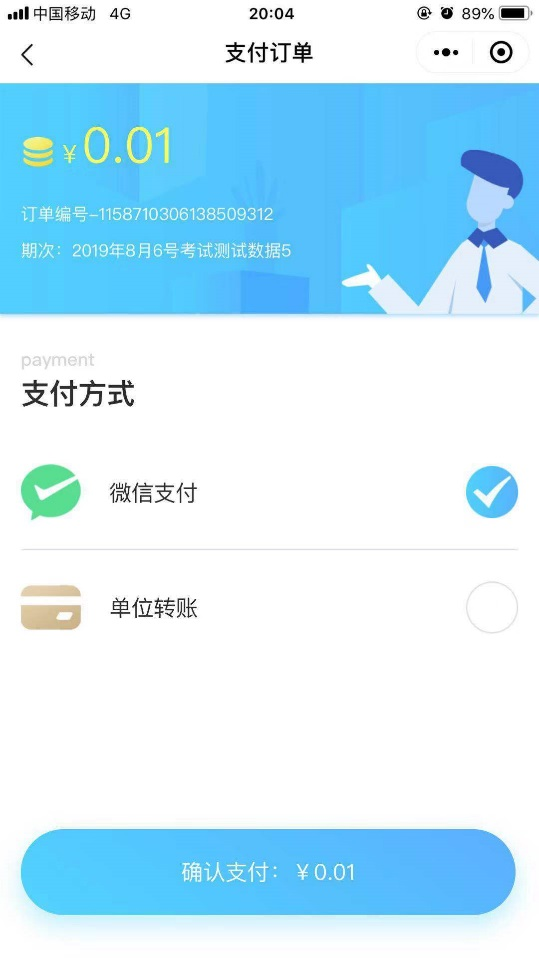 中国移动 4G 20:04 89%
支付订单
¥0.01
订单编号-1158710306138509312
期次：2019年8月6号考试测试数据5
payment
支付方式
微信支付
单位转账
确认支付：￥0.01